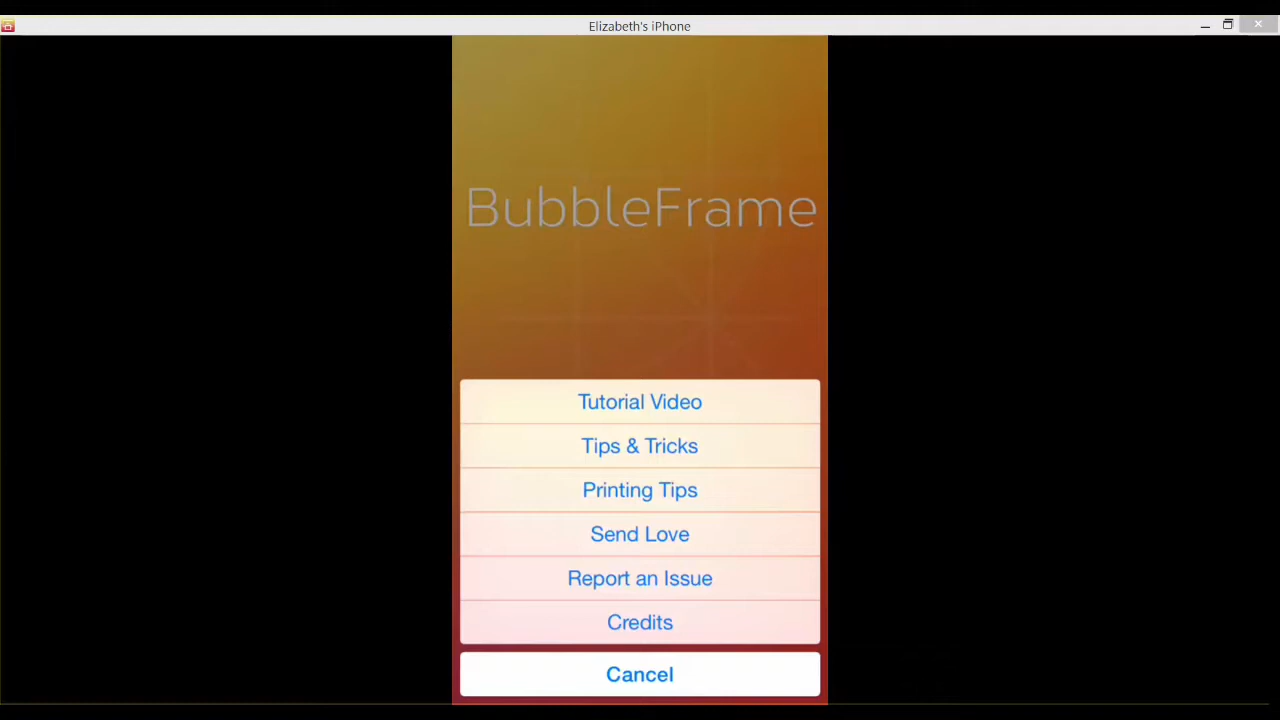 Elizabeth's iPhone
BubbleFrame
Tutorial Video
Tips & Tricks
Printing Tips
Send Love
Report an Issue
Credits
Cancel